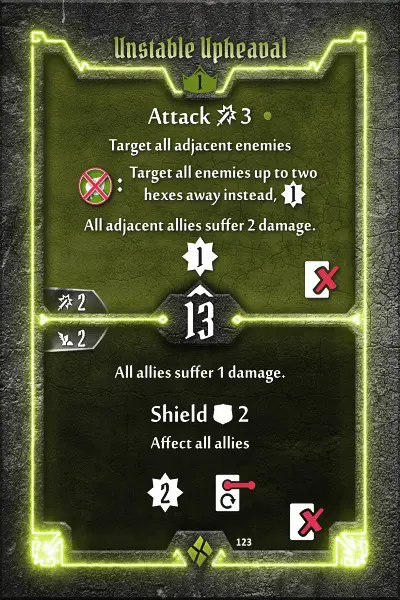 Unstable Upheaval
1
Attack 3
Target all adjacent enemies
: Target all enemies up to two
hexes away instead, 1
All adjacent allies suffer 2 damage.
1
2
13
2
All allies suffer 1 damage.
Shield 2
Affect all allies
2
123